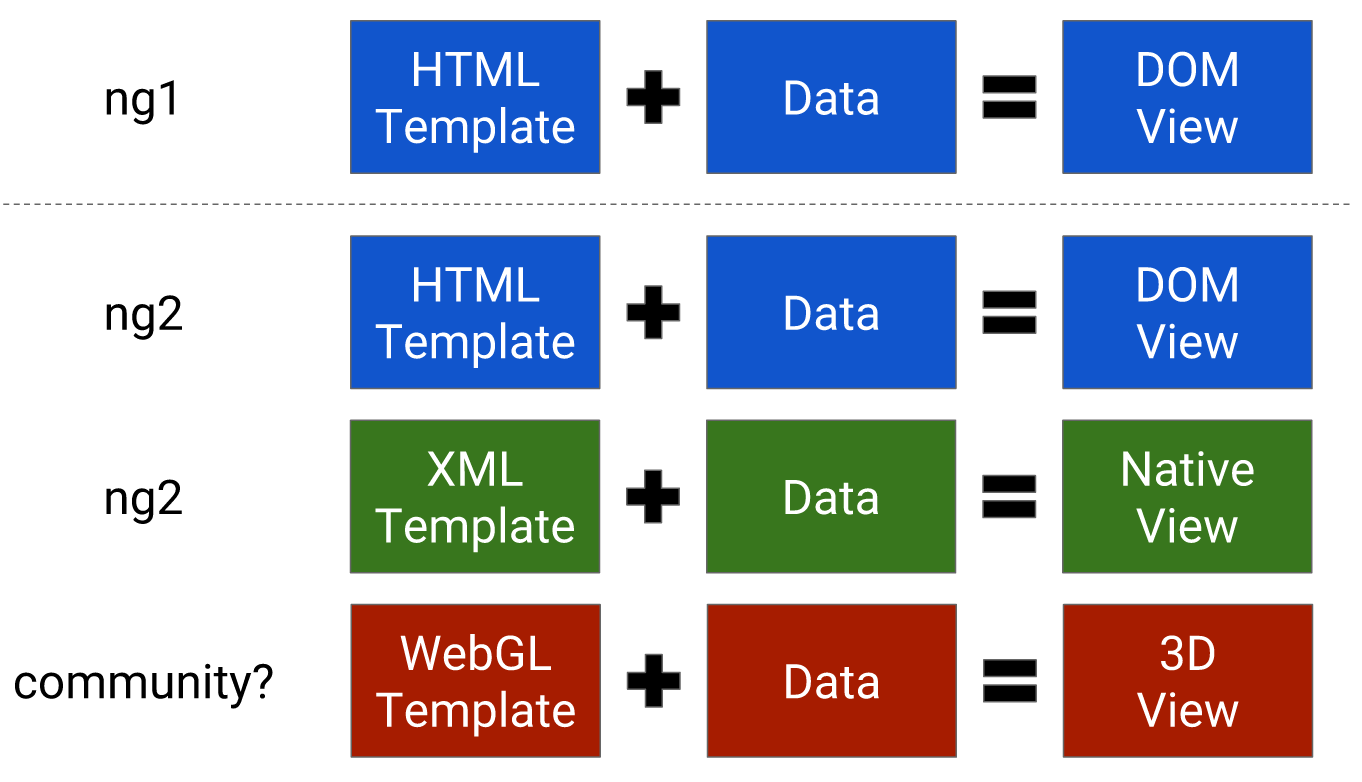 ng1
HTML
Template
Data
DOM
View
ng2
HTML
Template
Data
DOM
View
ng2
XML
Template
Data
Native
View
community?
WebGL
Template
Data
3D
View